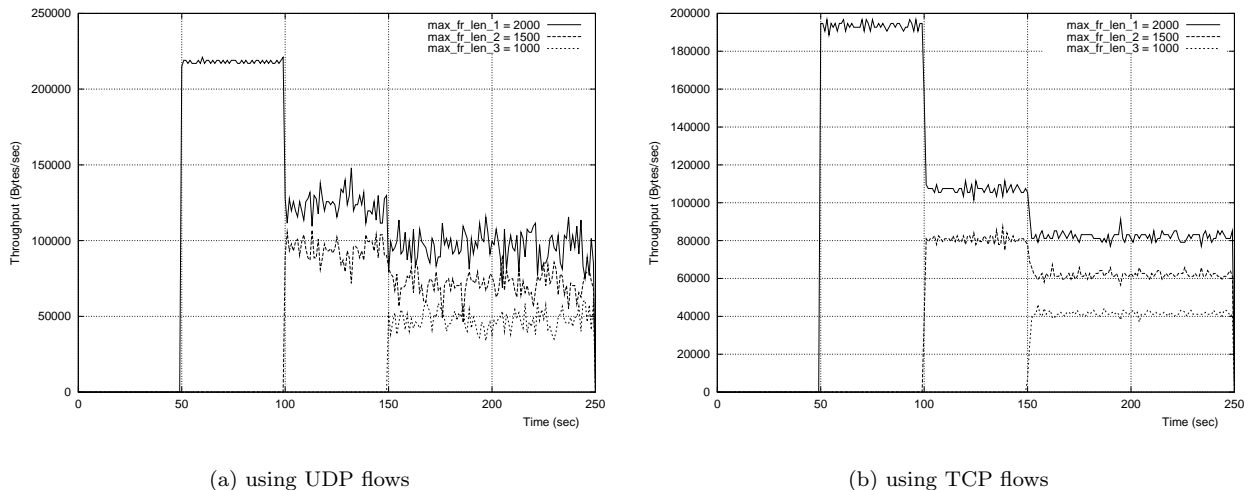 250000
200000
150000
100000
50000
0
0 50 100 150 200 250
Throughput (Bytes/sec)
Time (sec)
max_fr_len_1 = 2000
max_fr_len_2 = 1500
max_fr_len_3 = 1000
(a) using UDP flows
200000
180000
160000
140000
120000
100000
80000
60000
40000
20000
0
0 50 100 150 200 250
Throughput (Bytes/sec)
Time (sec)
max_fr_len_1 = 2000
max_fr_len_2 = 1500
max_fr_len_3 = 1000
(b) using TCP flows